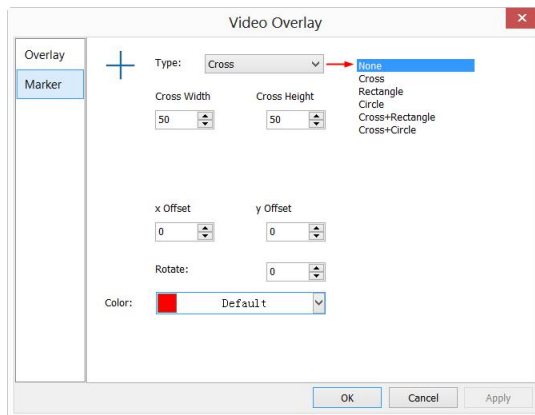 Video Overlay
Overlay
Marker
Type:
Cross
None
Cross
Rectangle
Circle
Cross+Rectangle
Cross+Circle
Cross Width Cross Height
50 50
x Offset y Offset
0 0
Rotate: 0
Color: Default
OK Cancel Apply